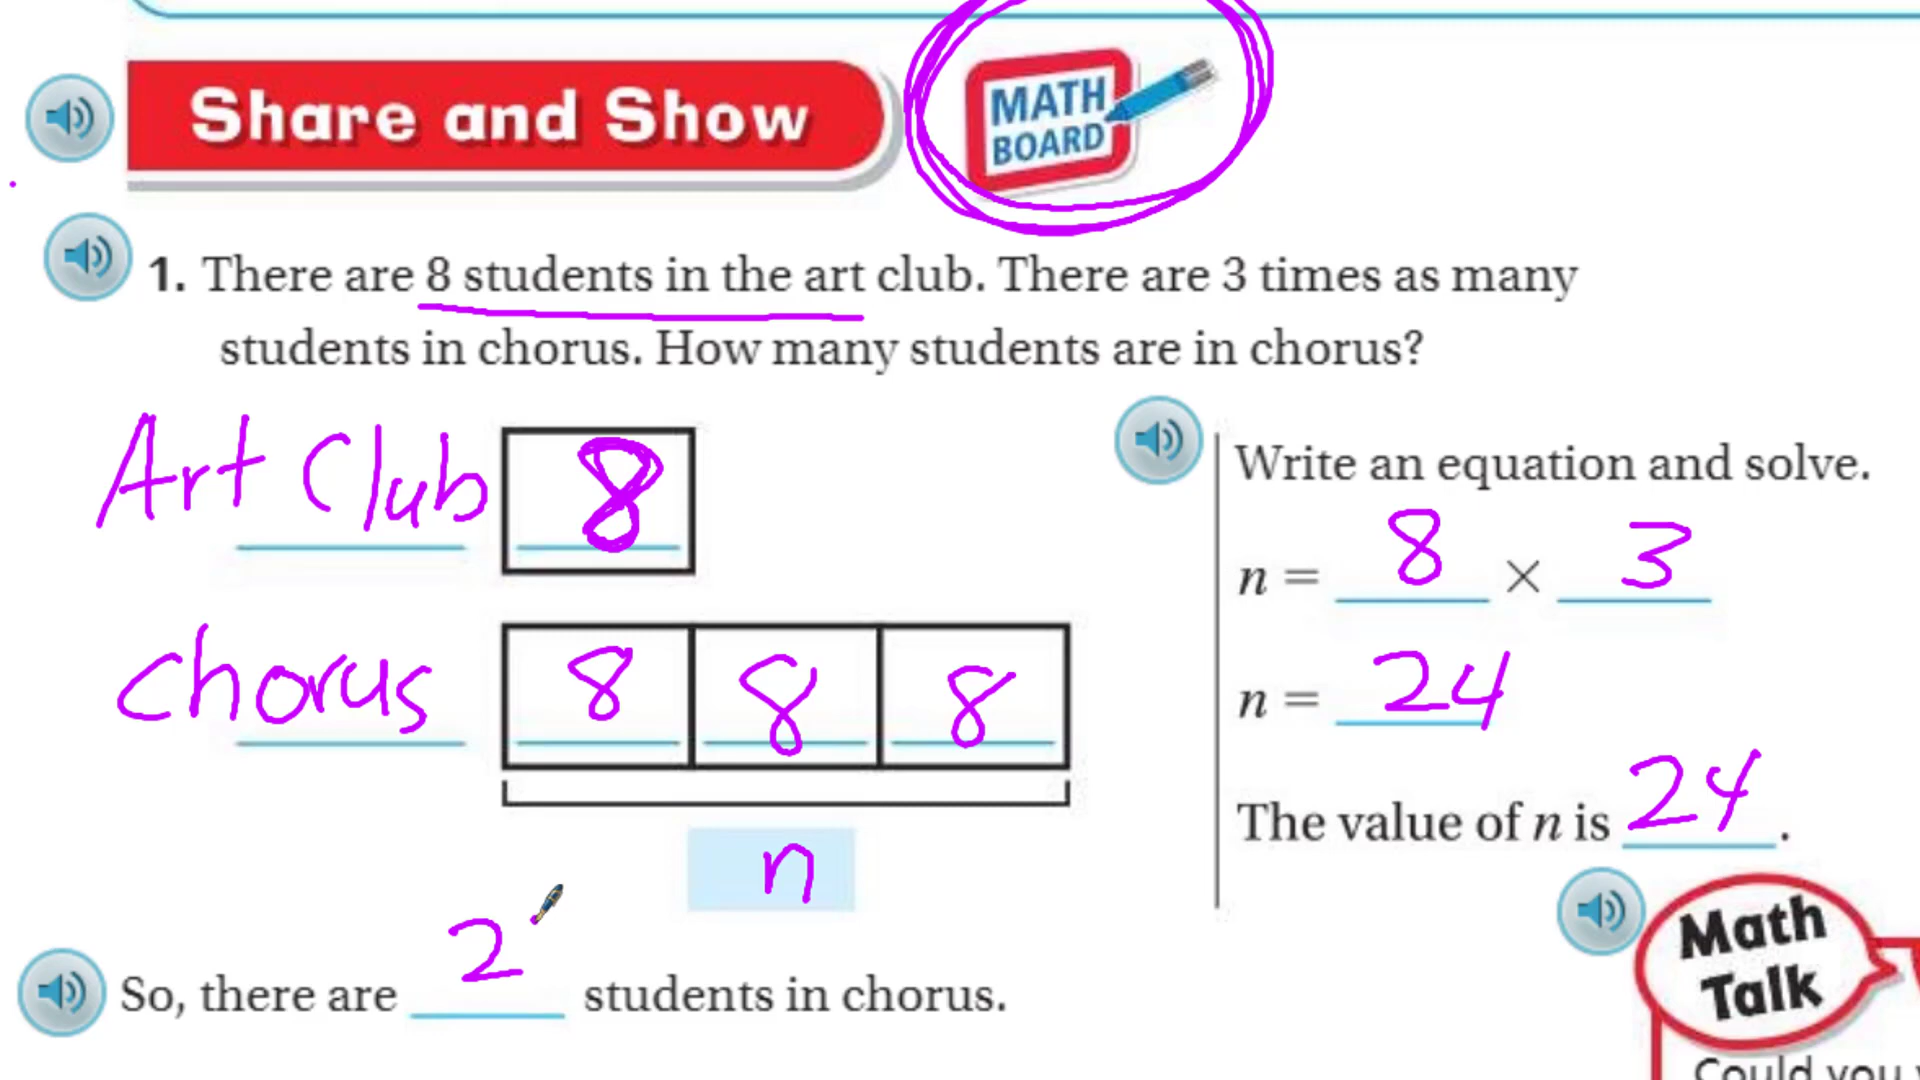 Share and Show
MATH
BOARD
1. There are 8 students in the art club. There are 3 times as many
students in chorus. How many students are in chorus?
Art Club 8
chorus 8 8 8
n
So, there are 2 students in chorus.
Write an equation and solve.
n = 8 × 3
n = 24
The value of n is 24.
Math
Talk
Could you